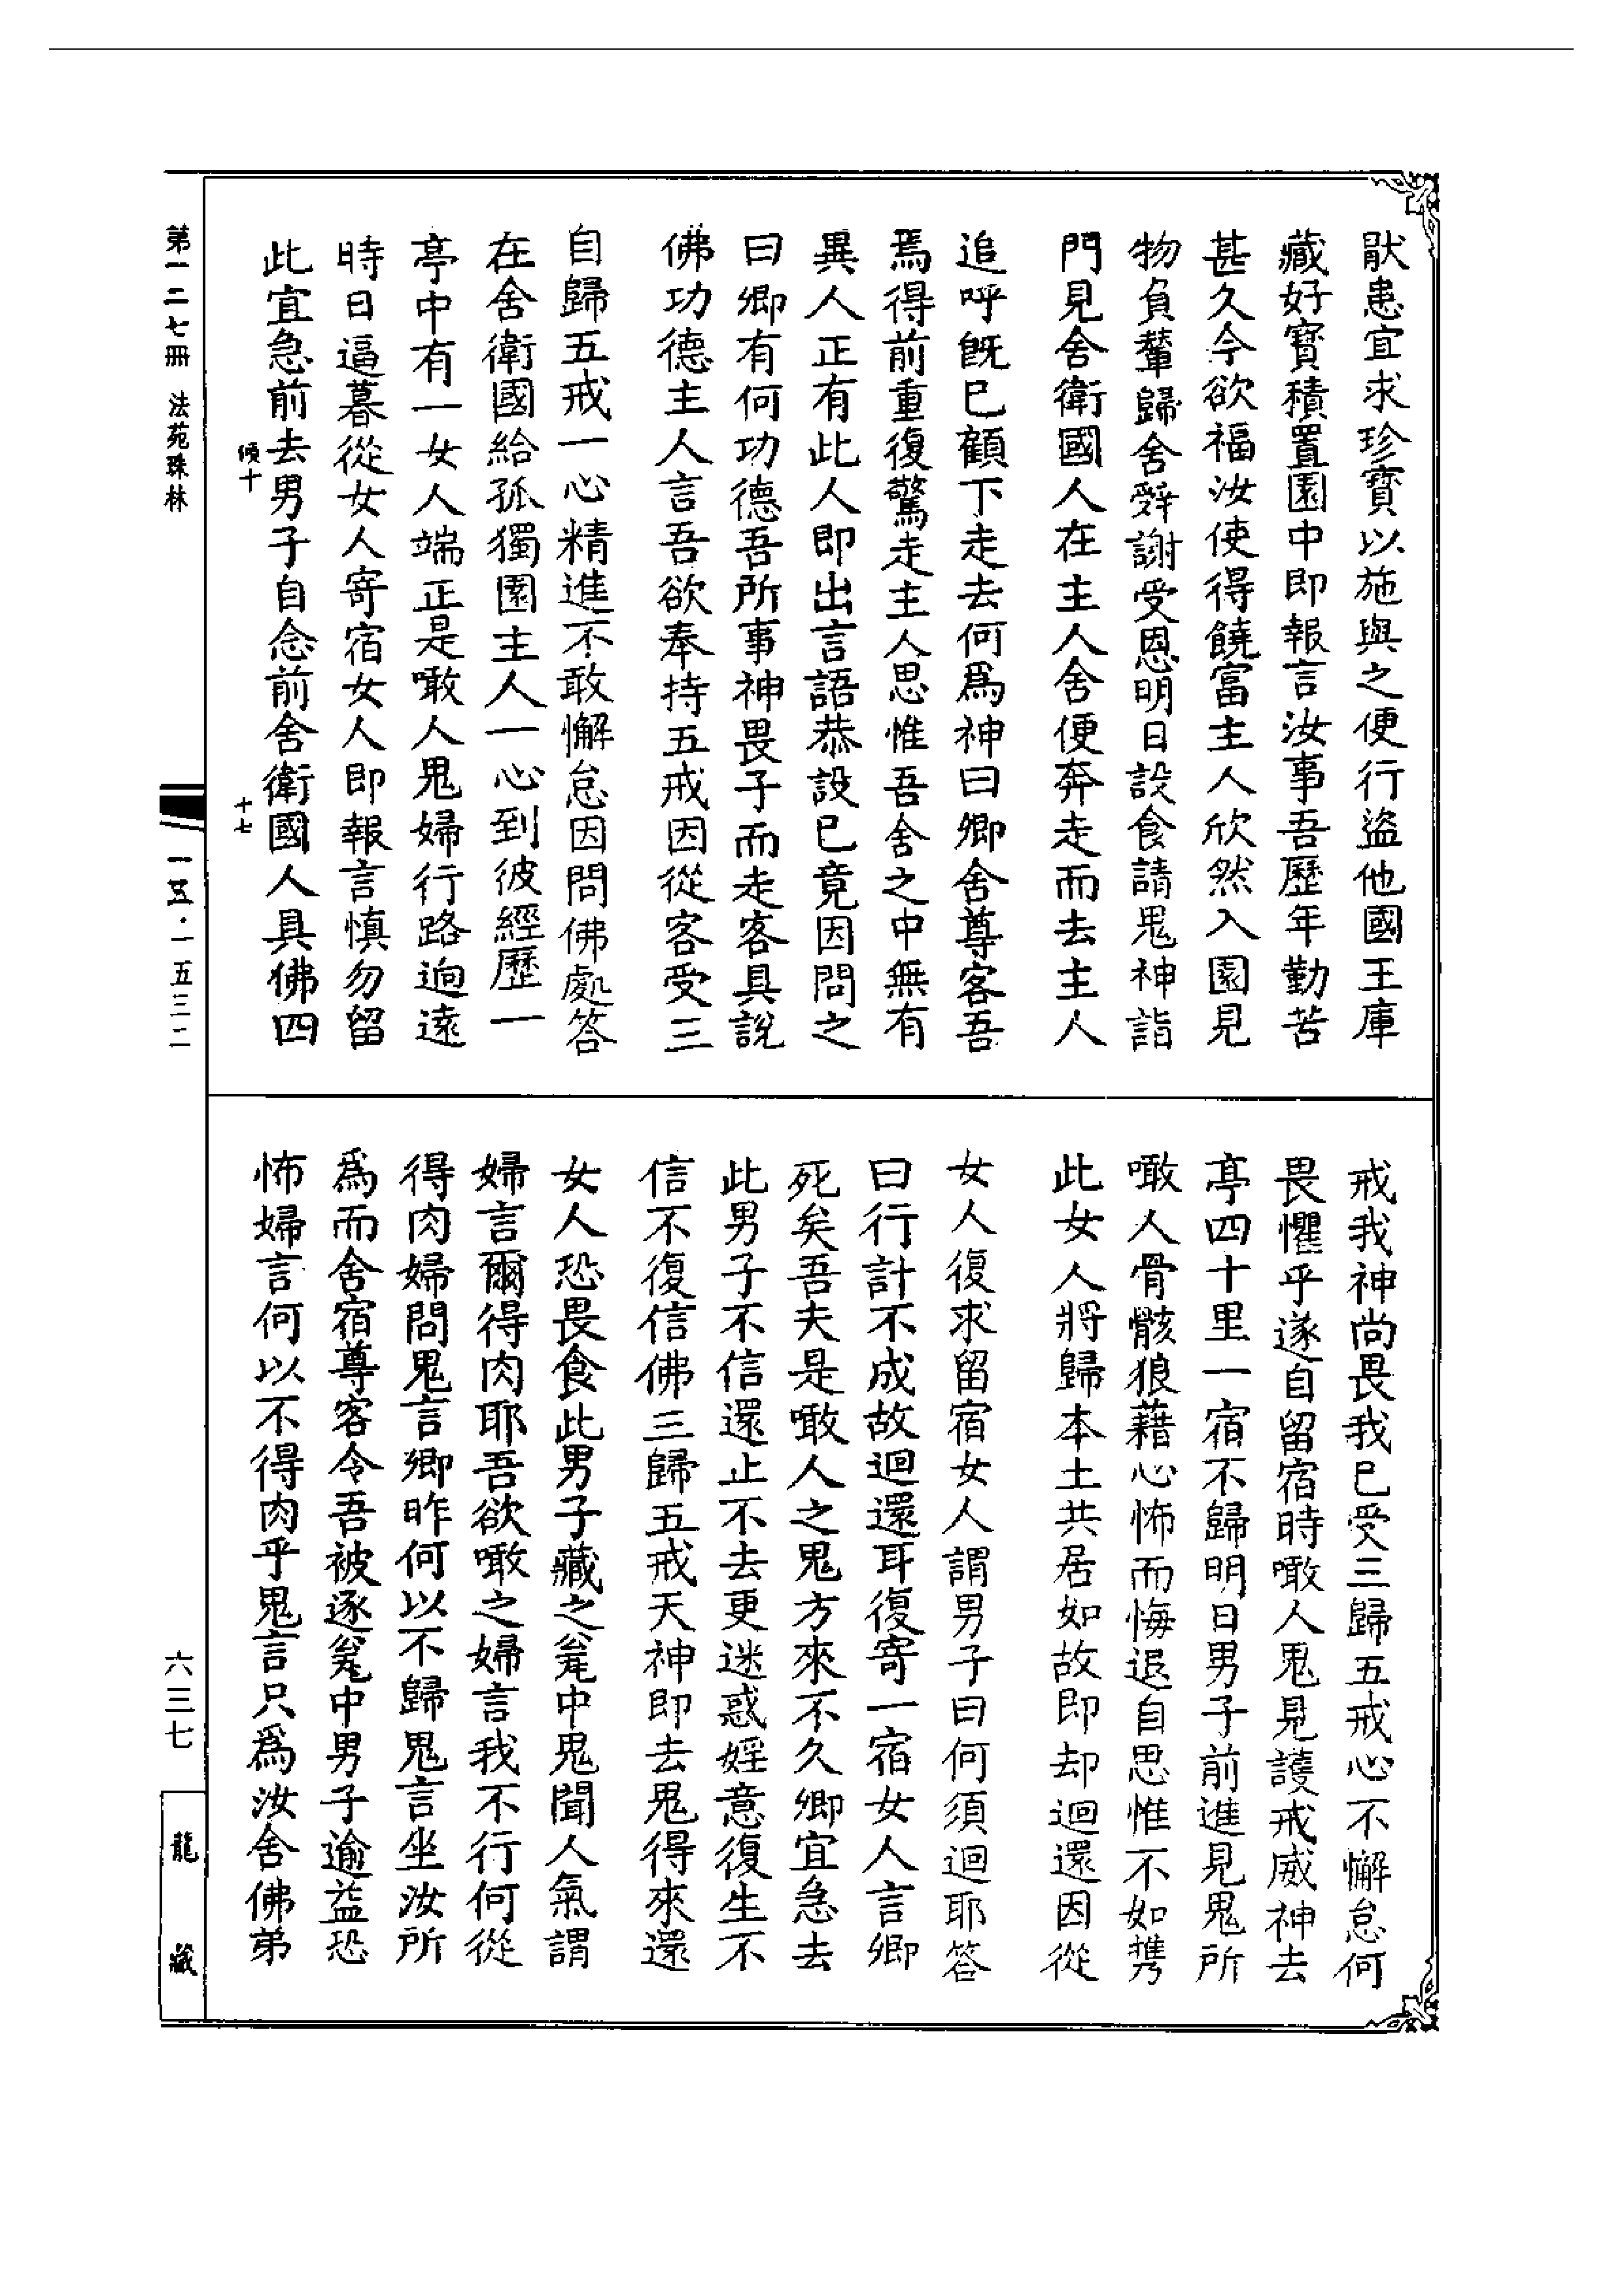 猒患宜求珍寶以施與之便行盜他國王庫
藏好寶積置園中即報言汝事吾歷年勤苦
甚久今欲福汝使得饒富主人欣然入園見
物負輦歸舍辤謝受恩明日設食請鬼神詣
門見舍衛國人在主人舍便奔走而去主人
追呼旣已顧下走去何爲神曰卿舍尊客吾
焉得前重復驚走主人思惟吾舍之中無有
異人正有此人即出言語恭設已竟因問之
曰卿有何功德吾所事神畏子而走客具說
佛功德主人言吾欲奉持五戒因從客受三
自歸五戒一心精進不敢懈怠因問佛處答
在舍衛國給孤獨園主人一心到彼經歷一
亭中有一女人端正是噉人鬼婦行路逈遠
時日逼暮從女人寄宿女人即報言慎勿留
此宜急前去男子自念前舍衛國人具佛四
戒我神尚畏我已受三歸五戒心不懈怠何
畏懼乎遂自留宿時噉人鬼見護戒威神去
亭四十里一宿不歸明日男子前進見鬼所
噉人骨骸狼藉心怖而悔退自思惟不如攜
此女人將歸本土共居如故即却迴還因從
女人復求留宿女人謂男子曰何須迴耶答
曰行計不成故迴還耳復寄一宿女人言卿
死矣吾夫是噉人之鬼方來不久卿宜急去
此男子不信還止不去更迷惑婬意復生不
信不復信佛三歸五戒天神即去鬼得來還
女人恐畏食此男子藏之瓮中鬼聞人氣謂
婦言爾得肉耶吾欲噉之婦言我不行何從
得肉婦問鬼言卿昨何以不歸鬼言坐汝所
爲而舍宿尊客令吾被逐瓮中男子逾益恐
怖婦言何以不得肉乎鬼言只爲汝舍佛弟
傾十
十七
第一二七冊 法苑珠林
一五·一五三二
六三七
龍藏